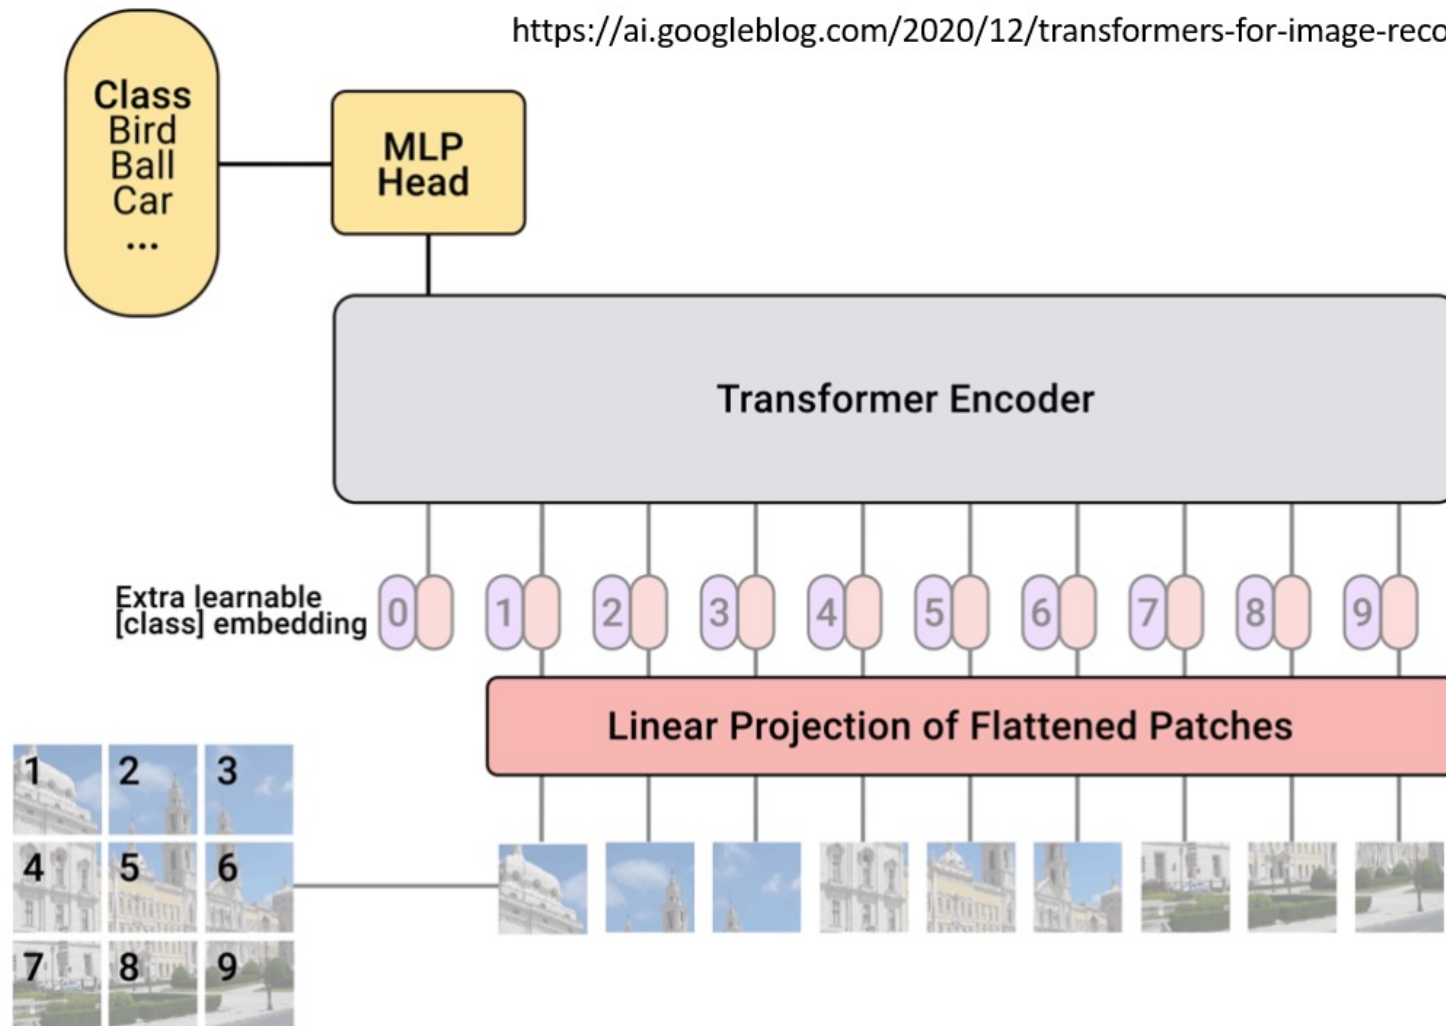 https://ai.googleblog.com/2020/12/transformers-for-image-reco
Class
Bird
Ball
Car
...
MLP
Head
Transformer Encoder
Extra learnable
[class] embedding
0 1 2 3 4 5 6 7 8 9
Linear Projection of Flattened Patches
1 2 3
4 5 6
7 8 9